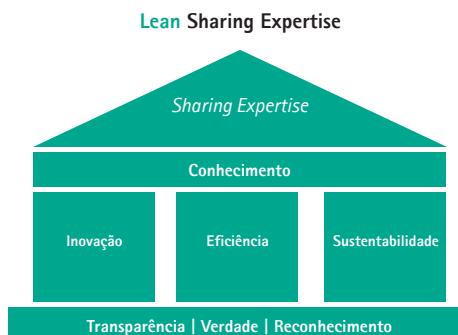 Lean Sharing Expertise
Sharing Expertise
Conhecimento
Inovação
Eficiência
Sustentabilidade
Transparência | Verdade | Reconhecimento